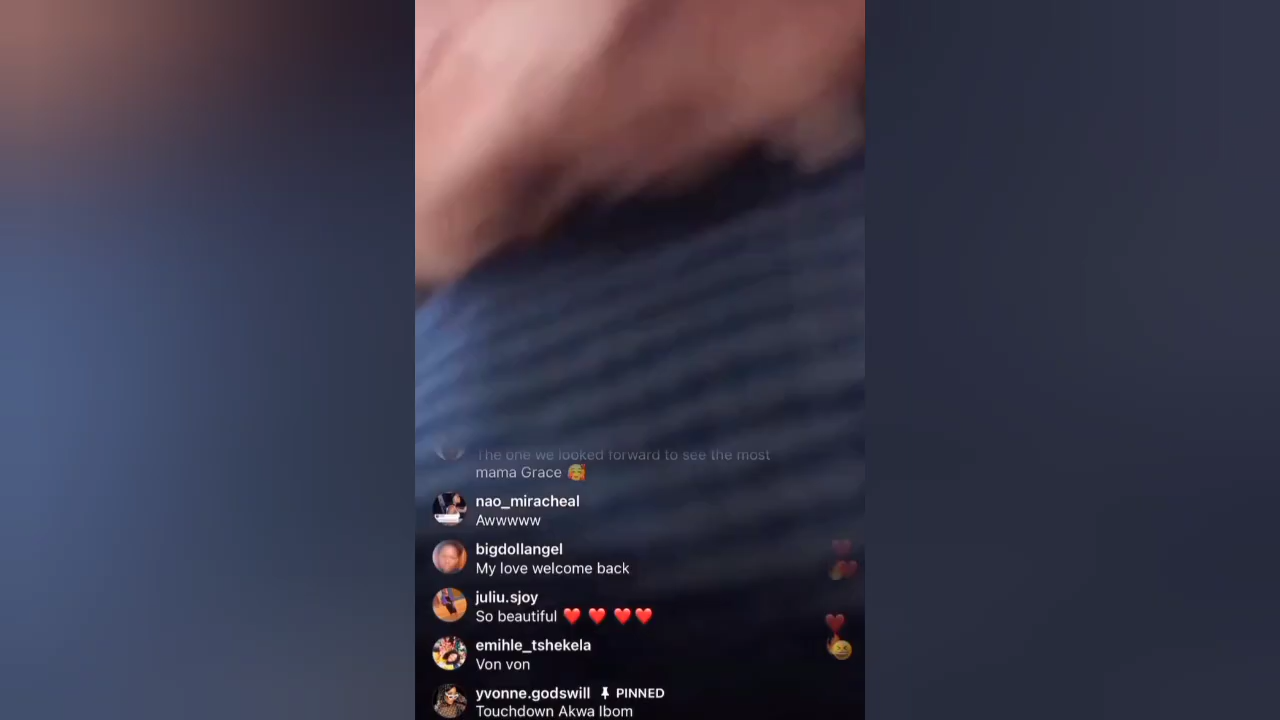 The one we looked forward to see the most
mama Grace 🥰
nao_miracheal
Awwwww
bigdollangel
My love welcome back
juliu.sjoy
So beautiful ❤️ ❤️ ❤️❤️
emihle_tshekela
Von von
yvonne.godswill 📌 PINNED
Touchdown Akwa Ibom